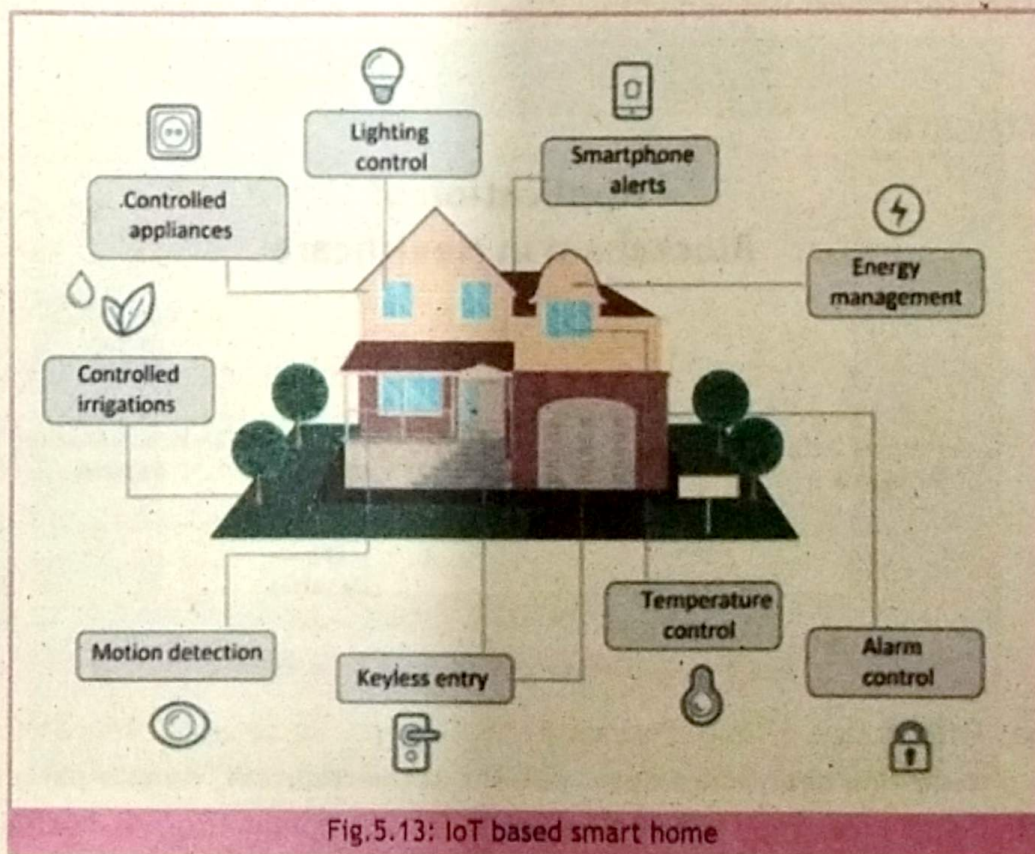 Lighting
control
Smartphone
alerts
.Controlled
appliances
Energy
management
Controlled
irrigations
Temperature
control
Motion detection
Keyless entry
Alarm
control
Fig.5.13: IoT based smart home